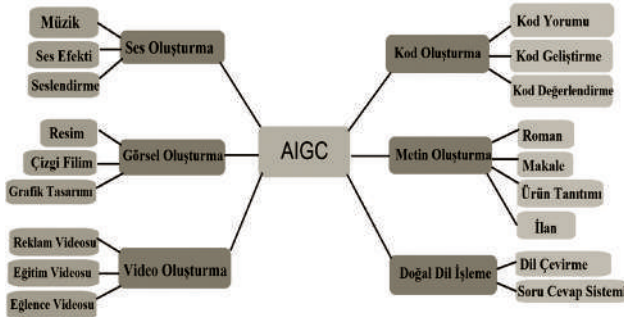 Müzik
Ses Efekti
Seslendirme
Ses Oluşturma
Resim
Çizgi Filim
Grafik Tasarımı
Görsel Oluşturma
Reklam Videosu
Eğitim Videosu
Eğlence Videosu
Video Oluşturma
AIGC
Kod Oluşturma
Kod Yorumu
Kod Geliştirme
Kod Değerlendirme
Metin Oluşturma
Roman
Makale
Ürün Tanıtımı
İlan
Doğal Dil İşleme
Dil Çevirme
Soru Cevap Sistemi